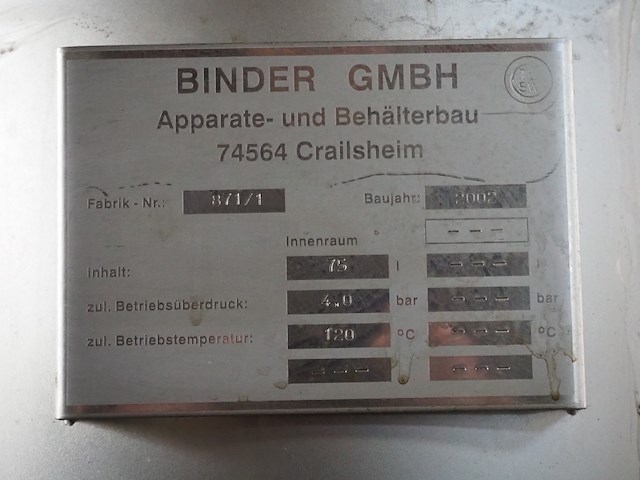 BINDER GMBH
Apparate- und Behälterbau
74564 Crailsheim
Fabrik - Nr.: 871/1 Baujahr: 2002
- - -
Innenraum
Inhalt: 75 l - - - l
zul. Betriebsüberdruck: 4.0 bar - - - bar
zul. Betriebstemperatur: 120 °C - - - °C
- - - - - -